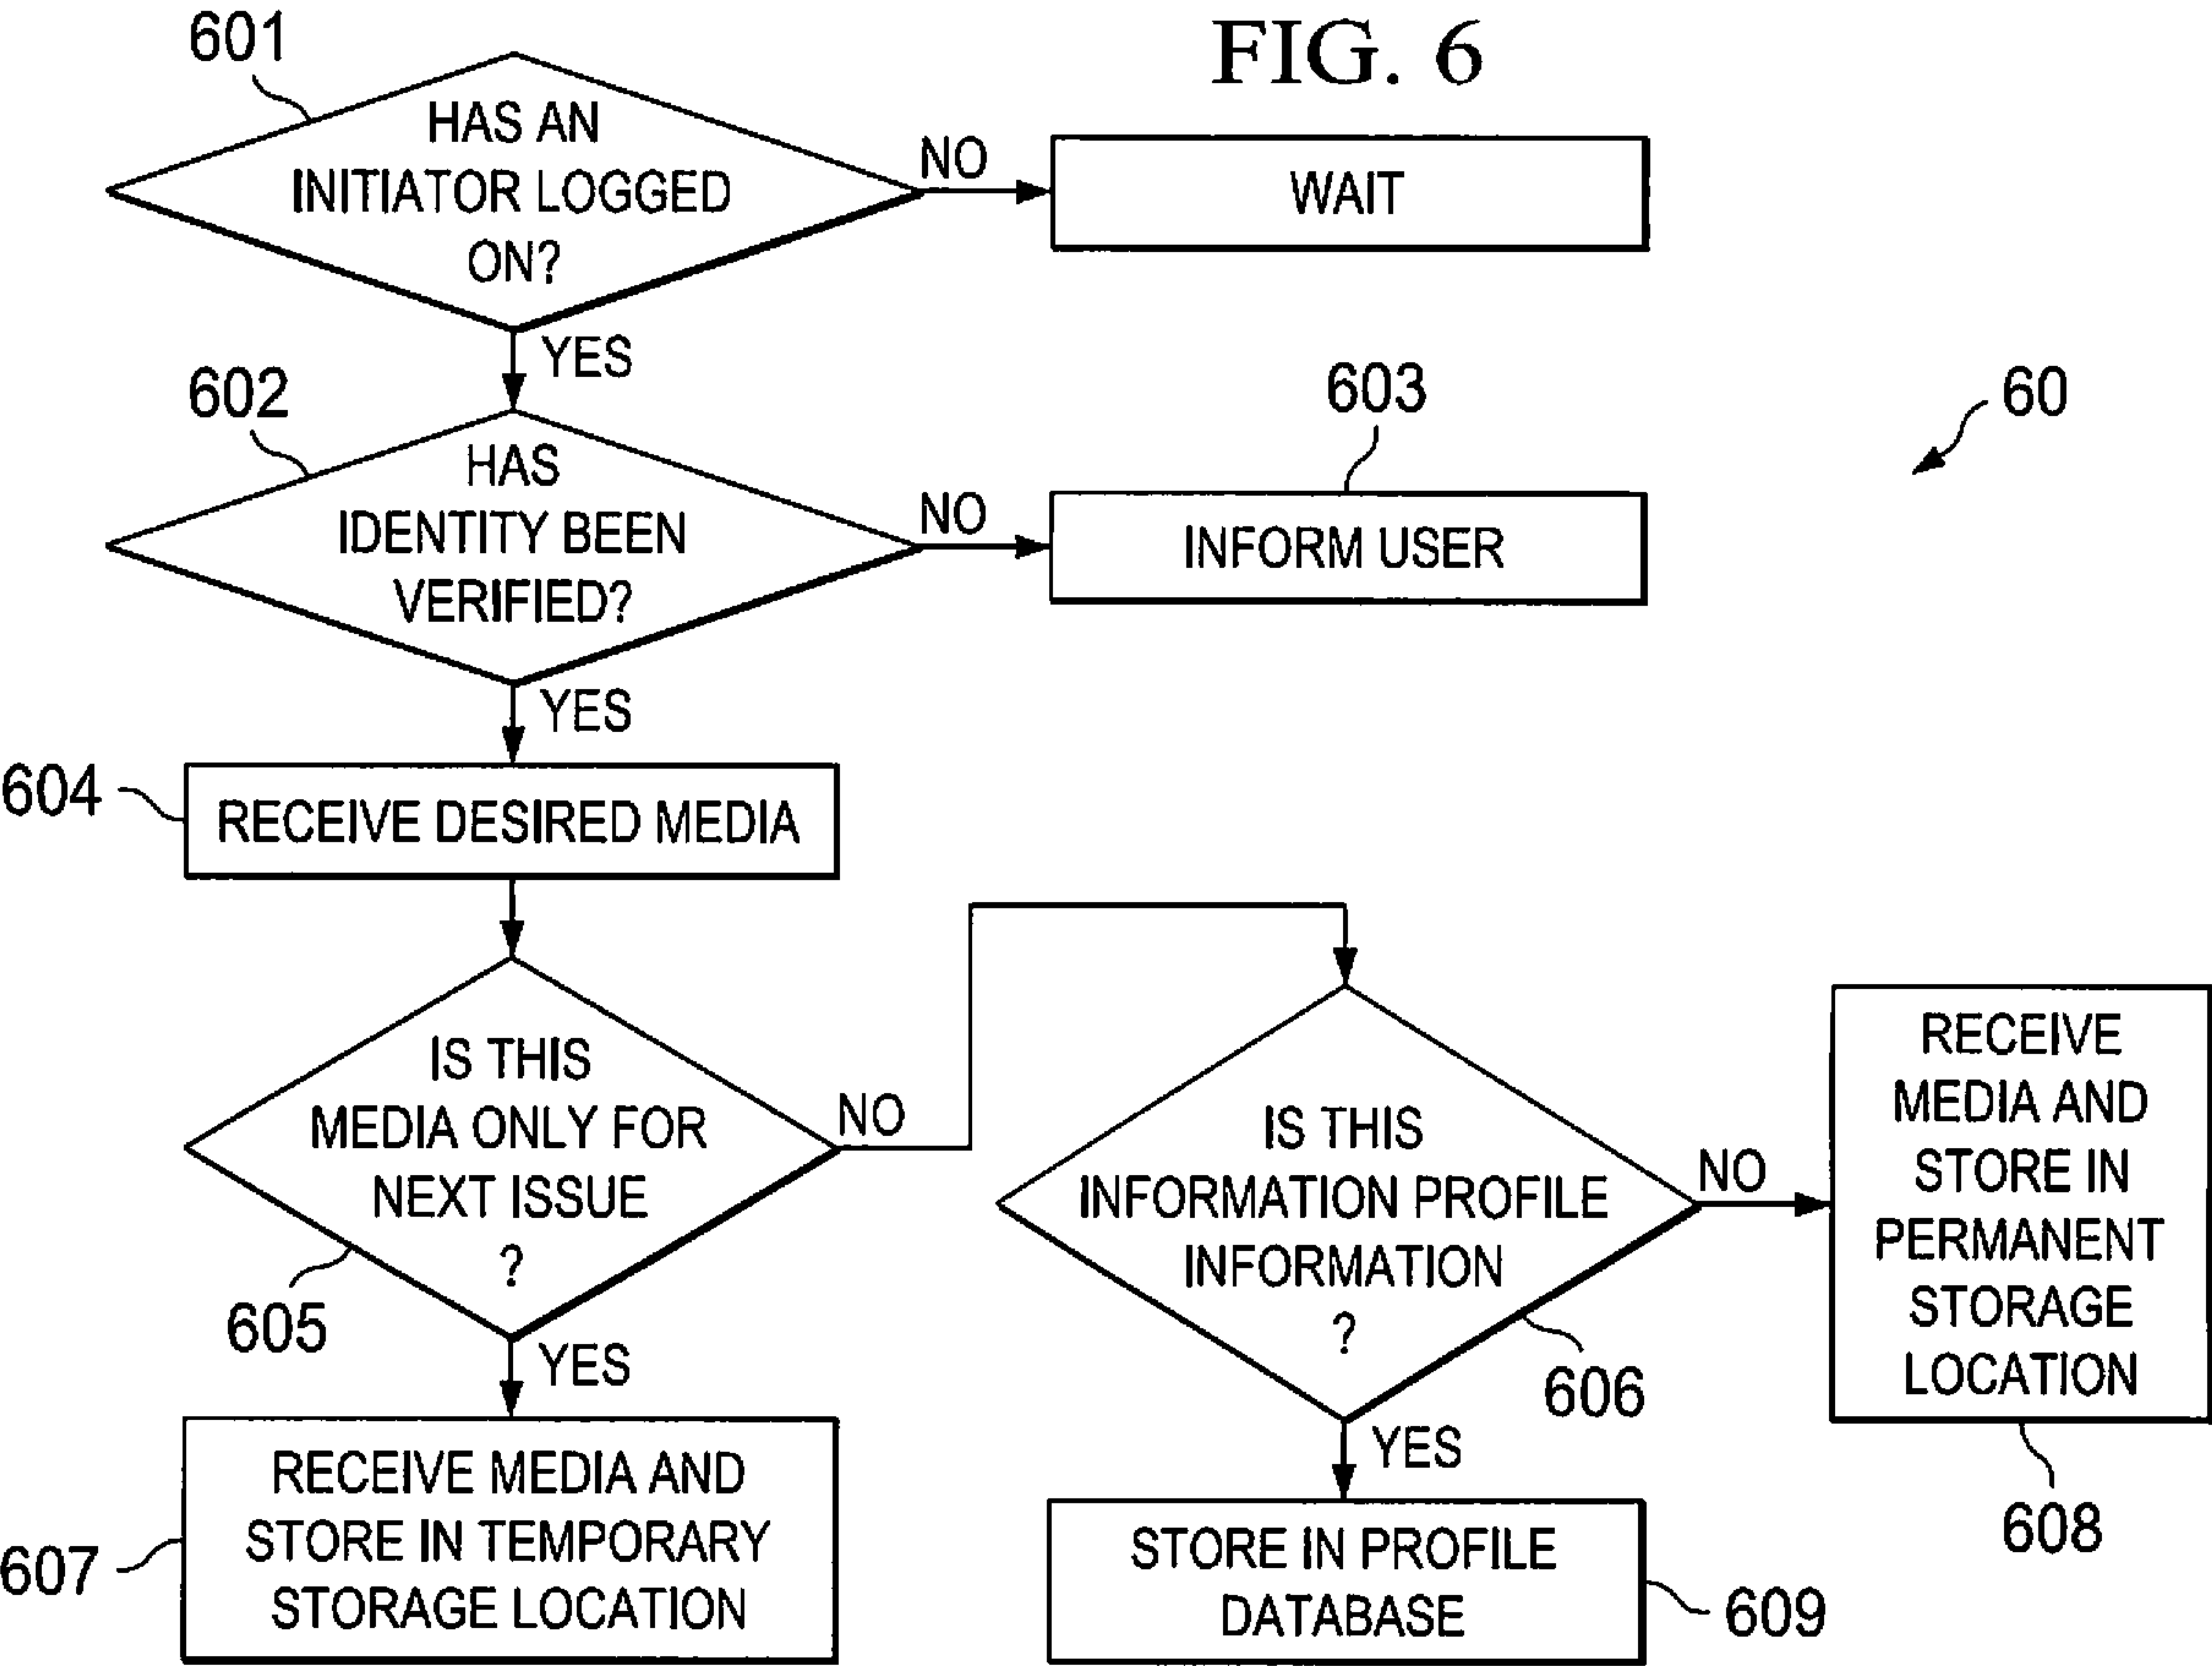 FIG. 6
601
HAS AN
INITIATOR LOGGED
ON?
NO
WAIT
YES
602
HAS
IDENTITY BEEN
VERIFIED?
NO
603
INFORM USER
60
YES
604
RECEIVE DESIRED MEDIA
IS THIS
MEDIA ONLY FOR
NEXT ISSUE
?
605
NO
YES
607
RECEIVE MEDIA AND
STORE IN TEMPORARY
STORAGE LOCATION
IS THIS
INFORMATION PROFILE
INFORMATION
?
606
NO
RECEIVE
MEDIA AND
STORE IN
PERMANENT
STORAGE
LOCATION
608
YES
STORE IN PROFILE
DATABASE
609